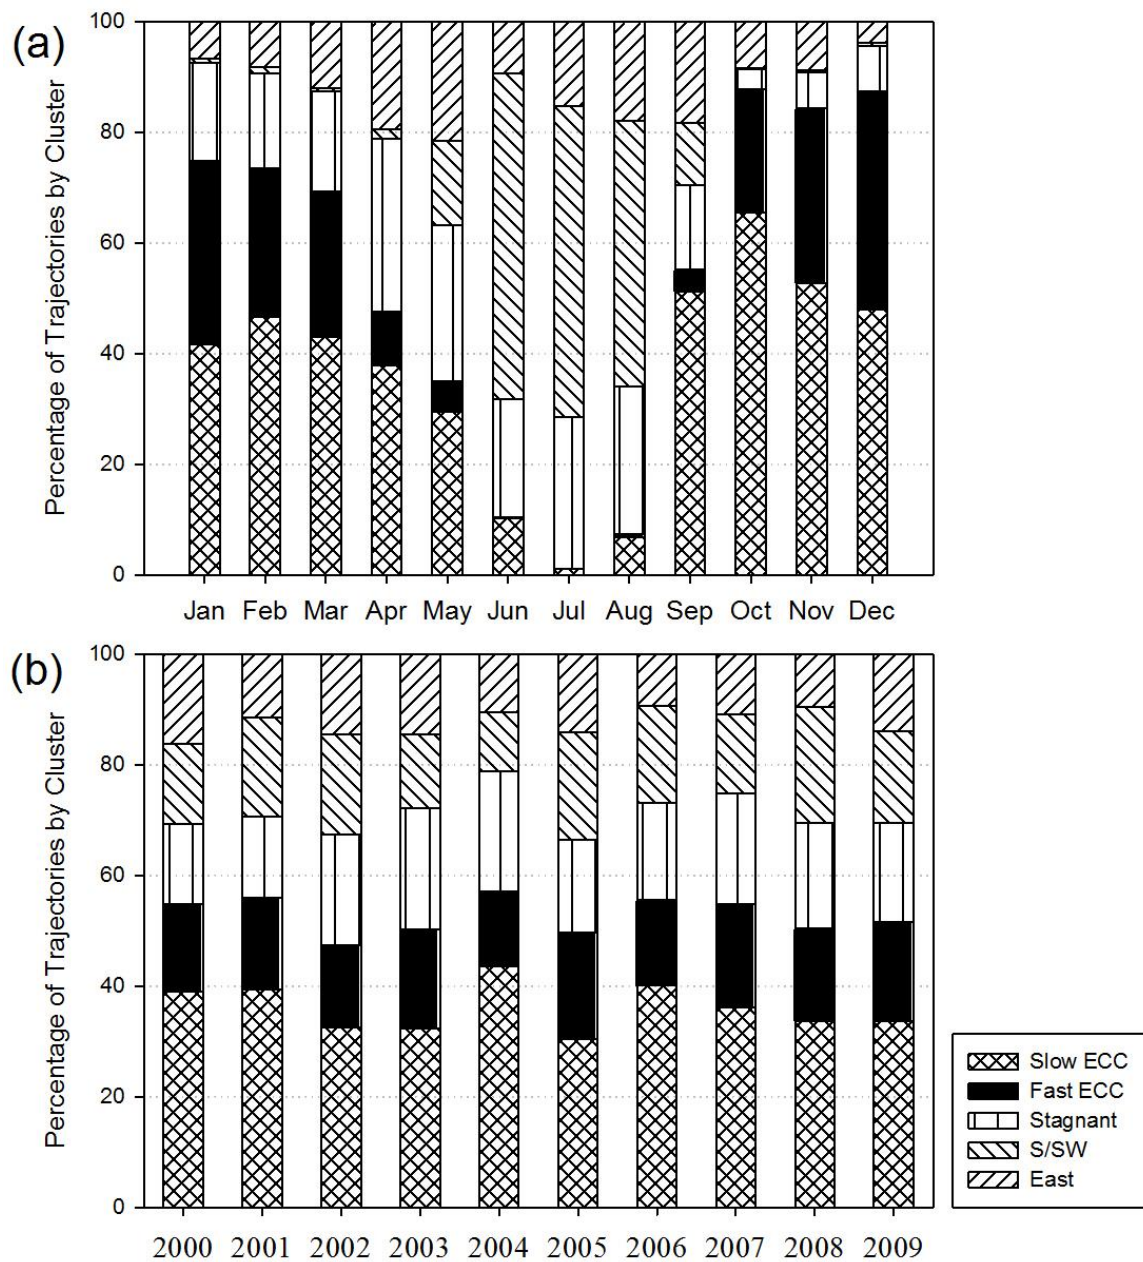 (a)
Percentage of Trajectories by Cluster
100
80
60
40
20
0
Jan Feb Mar Apr May Jun Jul Aug Sep Oct Nov Dec
(b)
Percentage of Trajectories by Cluster
100
80
60
40
20
0
2000 2001 2002 2003 2004 2005 2006 2007 2008 2009
Slow ECC
Fast ECC
Stagnant
S/SW
East